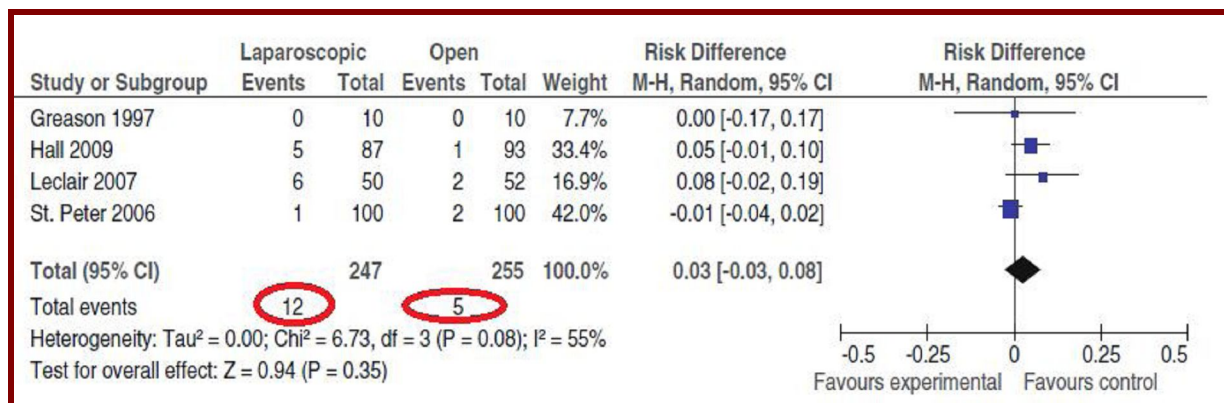 Laparoscopic Open Risk Difference Risk Difference
Study or Subgroup Events Total Events Total Weight M-H, Random, 95% CI M-H, Random, 95% CI
Greason 1997 0 10 0 10 7.7% 0.00 [-0.17, 0.17]
Hall 2009 5 87 1 93 33.4% 0.05 [-0.01, 0.10]
Leclair 2007 6 50 2 52 16.9% 0.08 [-0.02, 0.19]
St. Peter 2006 1 100 2 100 42.0% -0.01 [-0.04, 0.02]
Total (95% CI) 247 255 100.0% 0.03 [-0.03, 0.08]
Total events 12 5
Heterogeneity: Tau² = 0.00; Chi² = 6.73, df = 3 (P = 0.08); I² = 55%
Test for overall effect: Z = 0.94 (P = 0.35)
-0.5 -0.25 0 0.25 0.5
Favours experimental Favours control